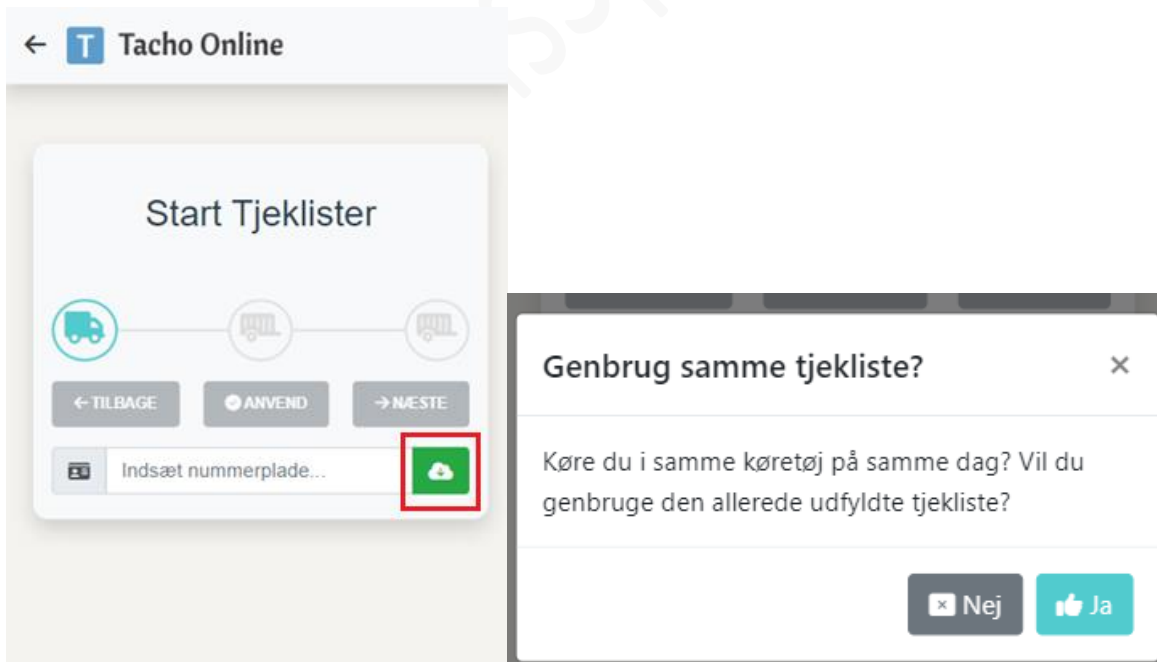 ← T Tacho Online
Start Tjeklister
← TILBAGE ANVEND → NÆSTE
Indsæt nummerplade...
Genbrug samme tjekliste? ×
Køre du i samme køretøj på samme dag? Vil du
genbruge den allerede udfyldte tjekliste?
Nej Ja